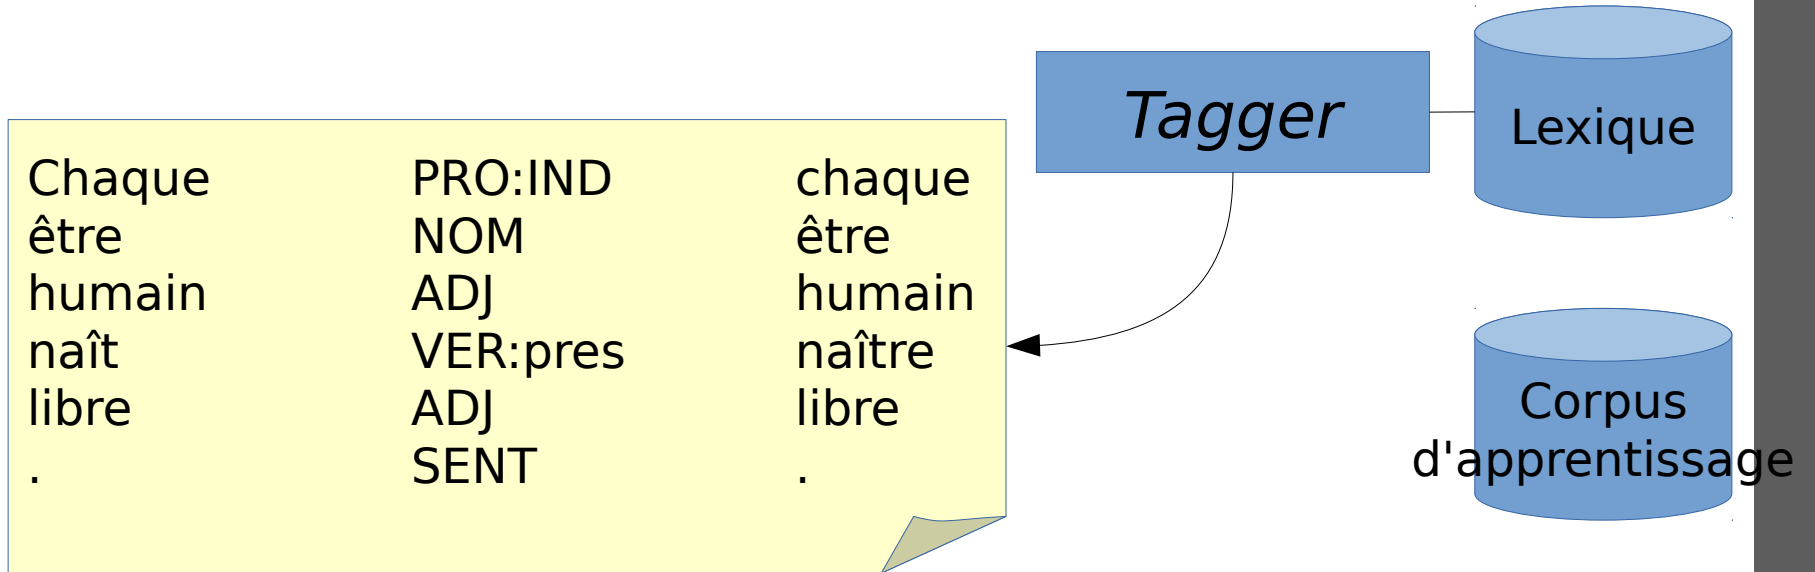 Tagger
Lexique
Chaque PRO:IND chaque
être NOM être
humain ADJ humain
naît VER:pres naître
libre ADJ libre
. SENT .
Corpus
d'apprentissage